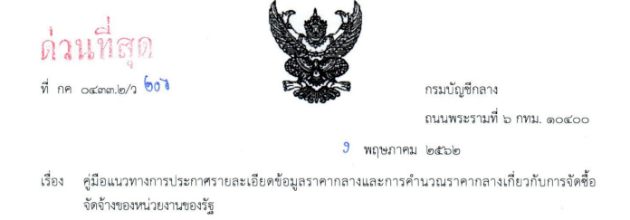 ด่วนที่สุด
ที่ กค ๐๔๓๓.๒/ว ๒๐๖
กรมบัญชีกลาง
ถนนพระรามที่ ๖ กทม. ๑๐๔๐๐
๑ พฤษภาคม ๒๕๖๒
เรื่อง คู่มือแนวทางการประกาศรายละเอียดข้อมูลราคากลางและการคำนวณราคากลางเกี่ยวกับการจัดซื้อ
จัดจ้างของหน่วยงานของรัฐ